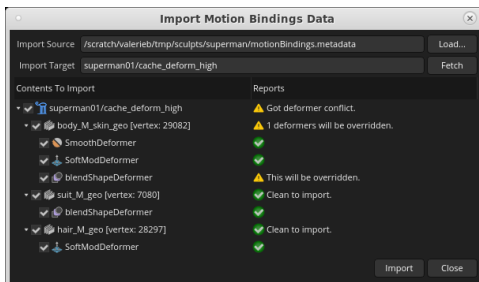 Import Motion Bindings Data
Import Source /scratch/valerieb/tmp/sculpts/superman/motionBindings.metadata Load...
Import Target superman01/cache_deform_high Fetch
Contents To Import Reports
superman01/cache_deform_high Got deformer conflict.
body_M_skin_geo [vertex: 29082] 1 deformers will be overridden.
SmoothDeformer
SoftModDeformer
blendShapeDeformer This will be overridden.
suit_M_geo [vertex: 7080] Clean to import.
blendShapeDeformer
hair_M_geo [vertex: 28297] Clean to import.
SoftModDeformer
Import Close